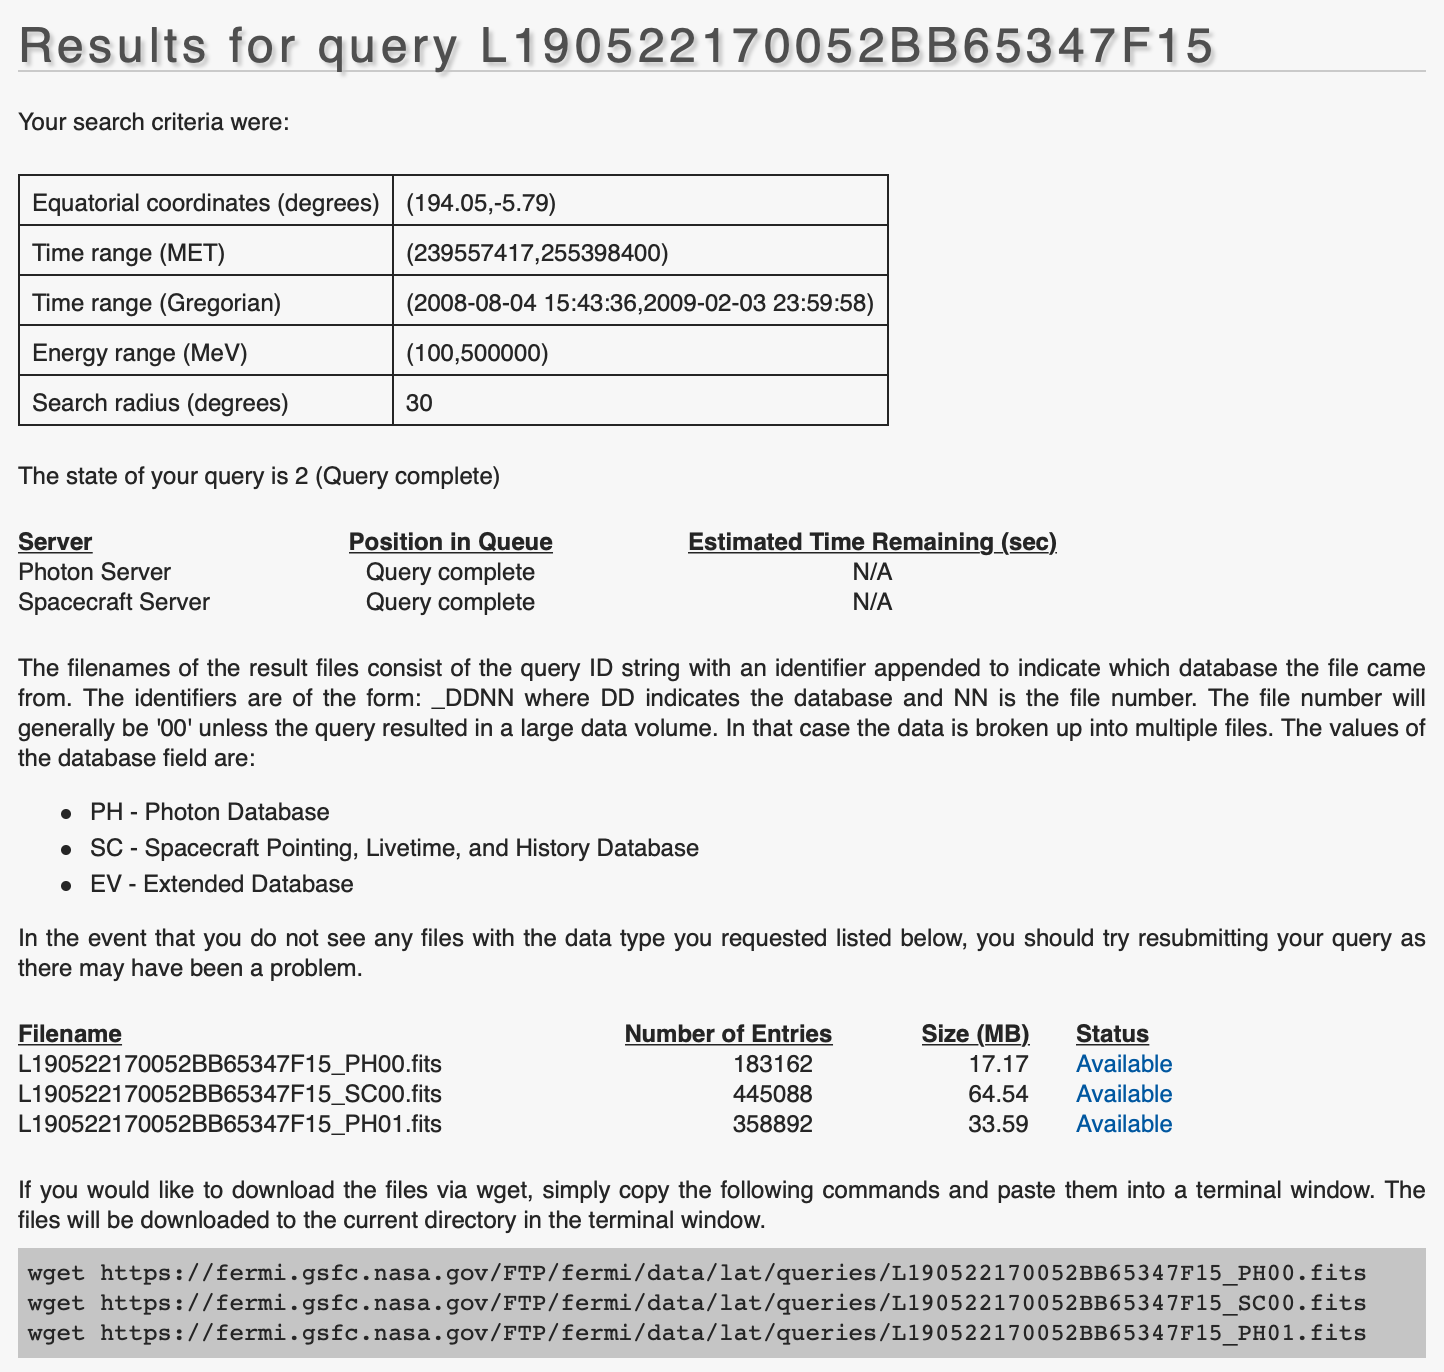 Results for query L190522170052BB65347F15
Your search criteria were:
Equatorial coordinates (degrees) (194.05,-5.79)
Time range (MET) (239557417,255398400)
Time range (Gregorian) (2008-08-04 15:43:36,2009-02-03 23:59:58)
Energy range (MeV) (100,500000)
Search radius (degrees) 30
The state of your query is 2 (Query complete)
Server Position in Queue Estimated Time Remaining (sec)
Photon Server Query complete N/A
Spacecraft Server Query complete N/A
The filenames of the result files consist of the query ID string with an identifier appended to indicate which database the file came
from. The identifiers are of the form: _DDNN where DD indicates the database and NN is the file number. The file number will
generally be '00' unless the query resulted in a large data volume. In that case the data is broken up into multiple files. The values of
the database field are:
● PH - Photon Database
● SC - Spacecraft Pointing, Livetime, and History Database
● EV - Extended Database
In the event that you do not see any files with the data type you requested listed below, you should try resubmitting your query as
there may have been a problem.
Filename Number of Entries Size (MB) Status
L190522170052BB65347F15_PH00.fits 183162 17.17 Available
L190522170052BB65347F15_SC00.fits 445088 64.54 Available
L190522170052BB65347F15_PH01.fits 358892 33.59 Available
If you would like to download the files via wget, simply copy the following commands and paste them into a terminal window. The
files will be downloaded to the current directory in the terminal window.
wget https://fermi.gsfc.nasa.gov/FTP/fermi/data/lat/queries/L190522170052BB65347F15_PH00.fits
wget https://fermi.gsfc.nasa.gov/FTP/fermi/data/lat/queries/L190522170052BB65347F15_SC00.fits
wget https://fermi.gsfc.nasa.gov/FTP/fermi/data/lat/queries/L190522170052BB65347F15_PH01.fits